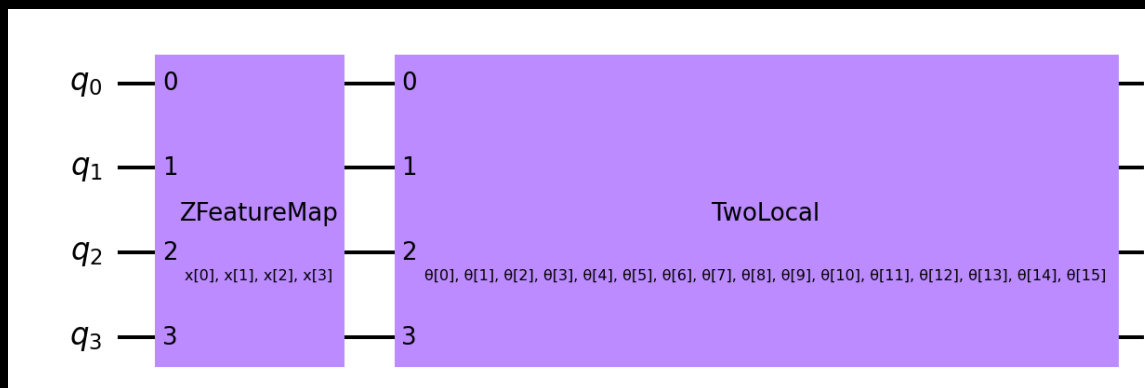 q0 0 0
q1 1 1
ZFeatureMap TwoLocal
q2 2 2
x[0], x[1], x[2], x[3] θ[0], θ[1], θ[2], θ[3], θ[4], θ[5], θ[6], θ[7], θ[8], θ[9], θ[10], θ[11], θ[12], θ[13], θ[14], θ[15]
q3 3 3